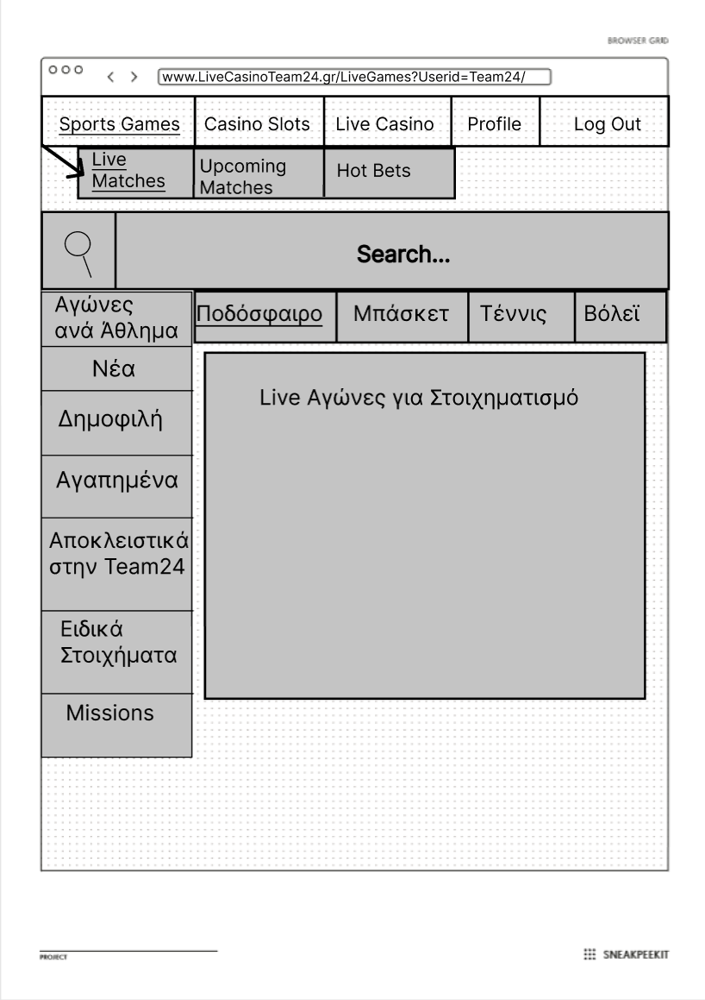 BROWSER GRID
www.LiveCasinoTeam24.gr/LiveGames?Userid=Team24/
Sports Games
Casino Slots
Live Casino
Profile
Log Out
Live
Matches
Upcoming
Matches
Hot Bets
Search...
Αγώνες
ανά Άθλημα
Ποδόσφαιρο
Μπάσκετ
Τέννις
Βόλεϊ
Νέα
Δημοφιλή
Αγαπημένα
Αποκλειστικά
στην Team24
Ειδικά
Στοιχήματα
Missions
Live Αγώνες για Στοιχηματισμό
PROJECT
SNEAKPEEKIT